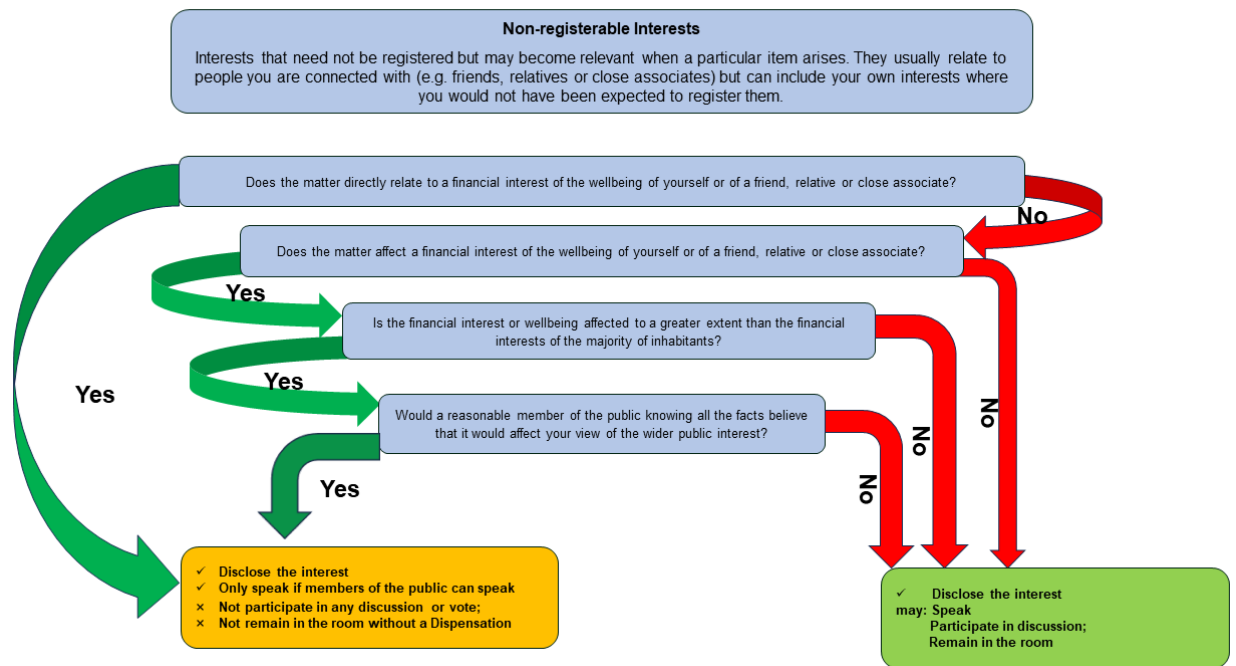 Non-registerable Interests
Interests that need not be registered but may become relevant when a particular item arises. They usually relate to
people you are connected with (e.g. friends, relatives or close associates) but can include your own interests where
you would not have been expected to register them.
Does the matter directly relate to a financial interest of the wellbeing of yourself or of a friend, relative or close associate?
No
Does the matter affect a financial interest of the wellbeing of yourself or of a friend, relative or close associate?
Yes
Is the financial interest or wellbeing affected to a greater extent than the financial
interests of the majority of inhabitants?
Yes
Yes
Would a reasonable member of the public knowing all the facts believe
that it would affect your view of the wider public interest?
No
No
No
Yes
✓ Disclose the interest
✓ Only speak if members of the public can speak
× Not participate in any discussion or vote;
× Not remain in the room without a Dispensation
✓ Disclose the interest
may: Speak
Participate in discussion;
Remain in the room